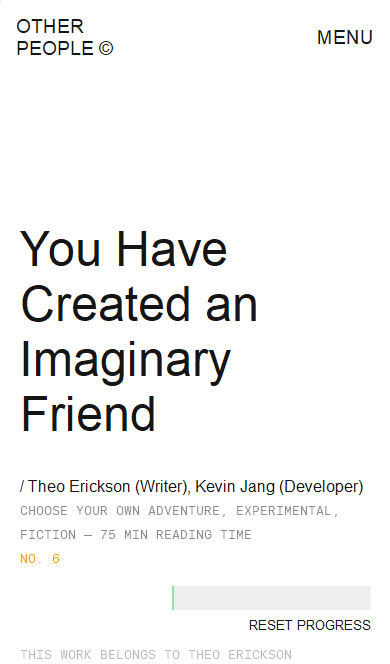 OTHER
PEOPLE ©
MENU
You Have
Created an
Imaginary
Friend
/ Theo Erickson (Writer), Kevin Jang (Developer)
CHOOSE YOUR OWN ADVENTURE, EXPERIMENTAL,
FICTION — 75 MIN READING TIME
NO. 6
RESET PROGRESS
THIS WORK BELONGS TO THEO ERICKSON